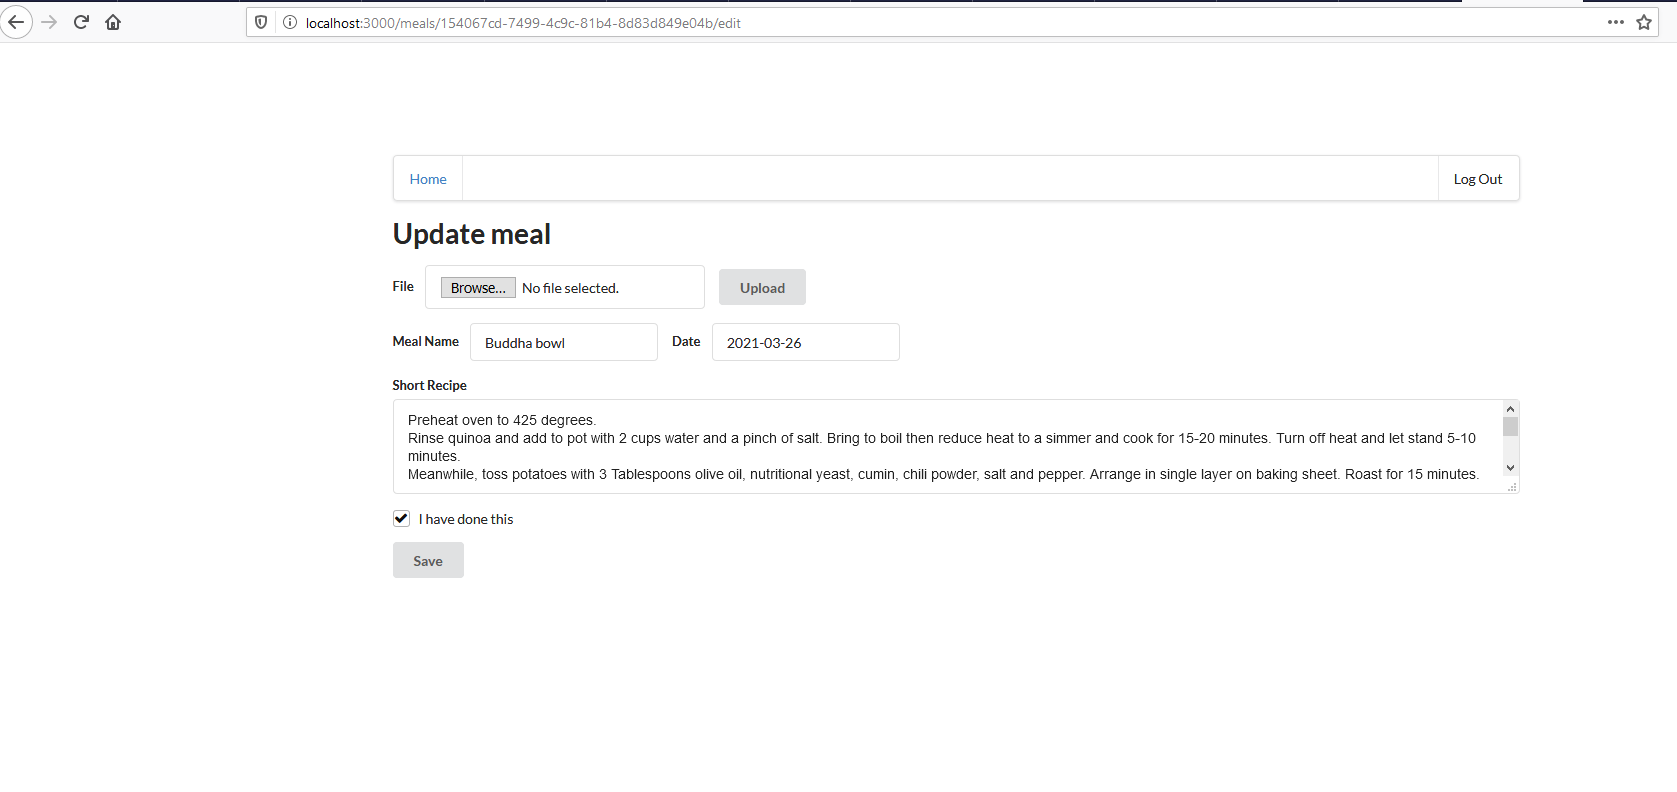 localhost:3000/meals/154067cd-7499-4c9c-81b4-8d83d849e04b/edit
Home
Log Out
Update meal
File
Browse...
No file selected.
Upload
Meal Name
Buddha bowl
Date
2021-03-26
Short Recipe
Preheat oven to 425 degrees.
Rinse quinoa and add to pot with 2 cups water and a pinch of salt. Bring to boil then reduce heat to a simmer and cook for 15-20 minutes. Turn off heat and let stand 5-10
minutes.
Meanwhile, toss potatoes with 3 Tablespoons olive oil, nutritional yeast, cumin, chili powder, salt and pepper. Arrange in single layer on baking sheet. Roast for 15 minutes.
I have done this
Save